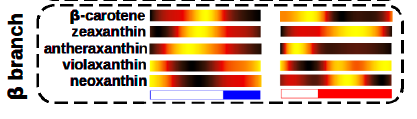 β branch
β-carotene
zeaxanthin
antheraxanthin
violaxanthin
neoxanthin